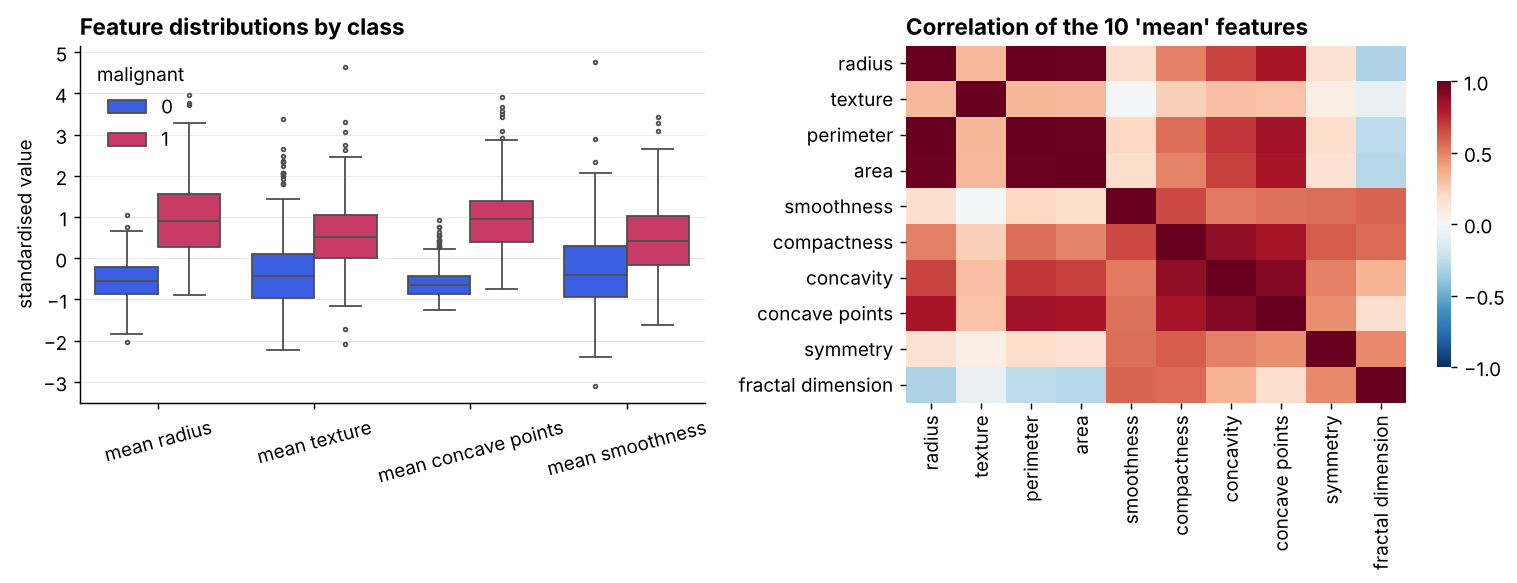 Feature distributions by class
5
4
3
2
1
0
−1
−2
−3
standardised value
malignant
0
1
mean radius
mean texture
mean concave points
mean smoothness
Correlation of the 10 'mean' features
radius
texture
perimeter
area
smoothness
compactness
concavity
concave points
symmetry
fractal dimension
radius
texture
perimeter
area
smoothness
compactness
concavity
concave points
symmetry
fractal dimension
1.0
0.5
0.0
−0.5
−1.0